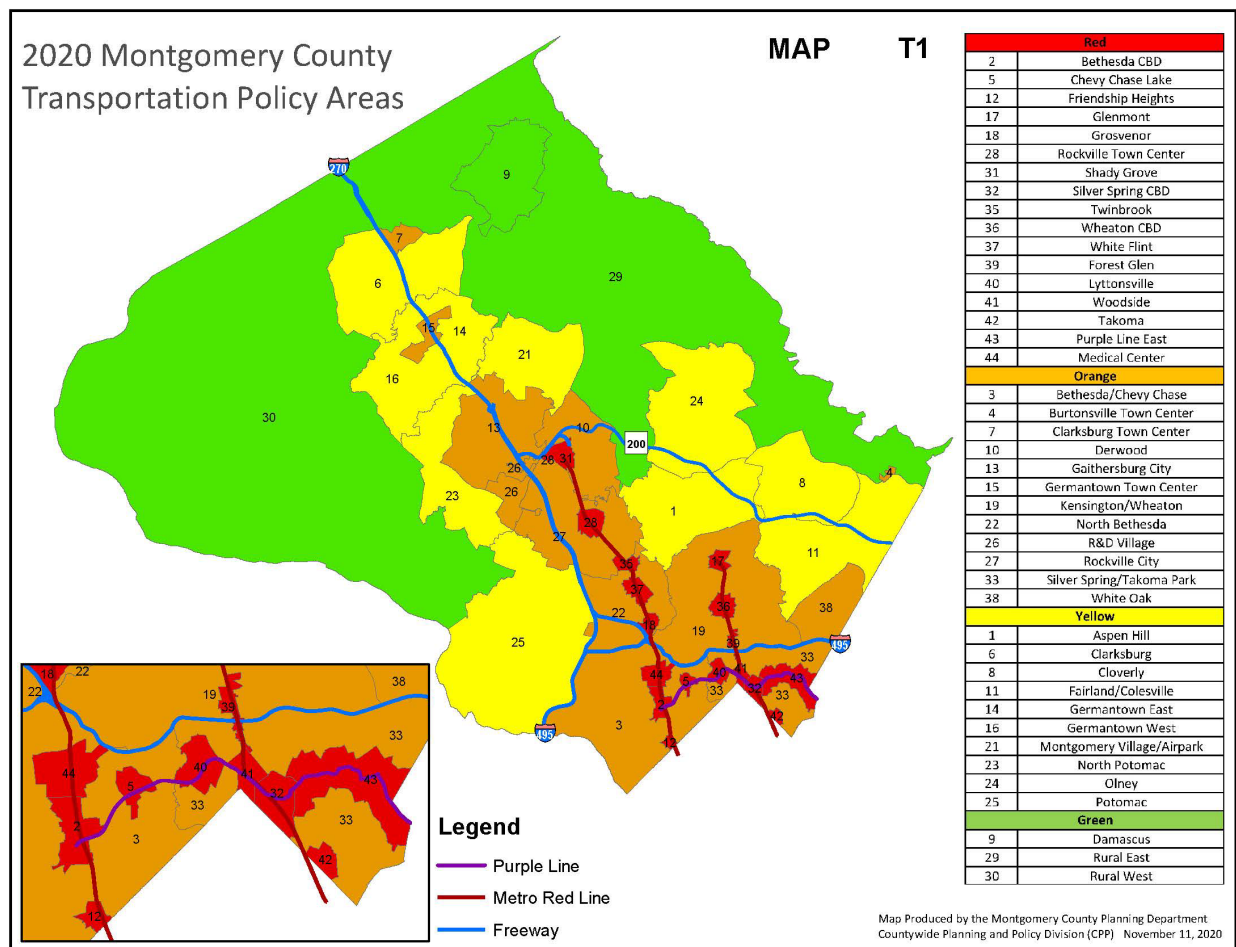 2020 Montgomery County
Transportation Policy Areas
MAP T1
270
9
7
29
6
15
14
21
16
24
30
13
10
200
28
31
26
4
26
8
23
28
1
27
11
35
17
37
36
22
38
18
19
25
39
495
33
44
41
40
5
43
32
33
33
2
3
42
12
495
Red
2 Bethesda CBD
5 Chevy Chase Lake
12 Friendship Heights
17 Glenmont
18 Grosvenor
28 Rockville Town Center
31 Shady Grove
32 Silver Spring CBD
35 Twinbrook
36 Wheaton CBD
37 White Flint
39 Forest Glen
40 Lyttonsville
41 Woodside
42 Takoma
43 Purple Line East
44 Medical Center
Orange
3 Bethesda/Chevy Chase
4 Burtonsville Town Center
7 Clarksburg Town Center
10 Derwood
13 Gaithersburg City
15 Germantown Town Center
19 Kensington/Wheaton
22 North Bethesda
26 R&D Village
27 Rockville City
33 Silver Spring/Takoma Park
38 White Oak
Yellow
1 Aspen Hill
6 Clarksburg
8 Cloverly
11 Fairland/Colesville
14 Germantown East
16 Germantown West
21 Montgomery Village/Airpark
23 North Potomac
24 Olney
25 Potomac
Green
9 Damascus
29 Rural East
30 Rural West
18
22
22
19
38
39
33
44
40
41
43
5
32
33
33
2
3
42
12
Legend
Purple Line
Metro Red Line
Freeway
Map Produced by the Montgomery County Planning Department
Countywide Planning and Policy Division (CPP) November 11, 2020